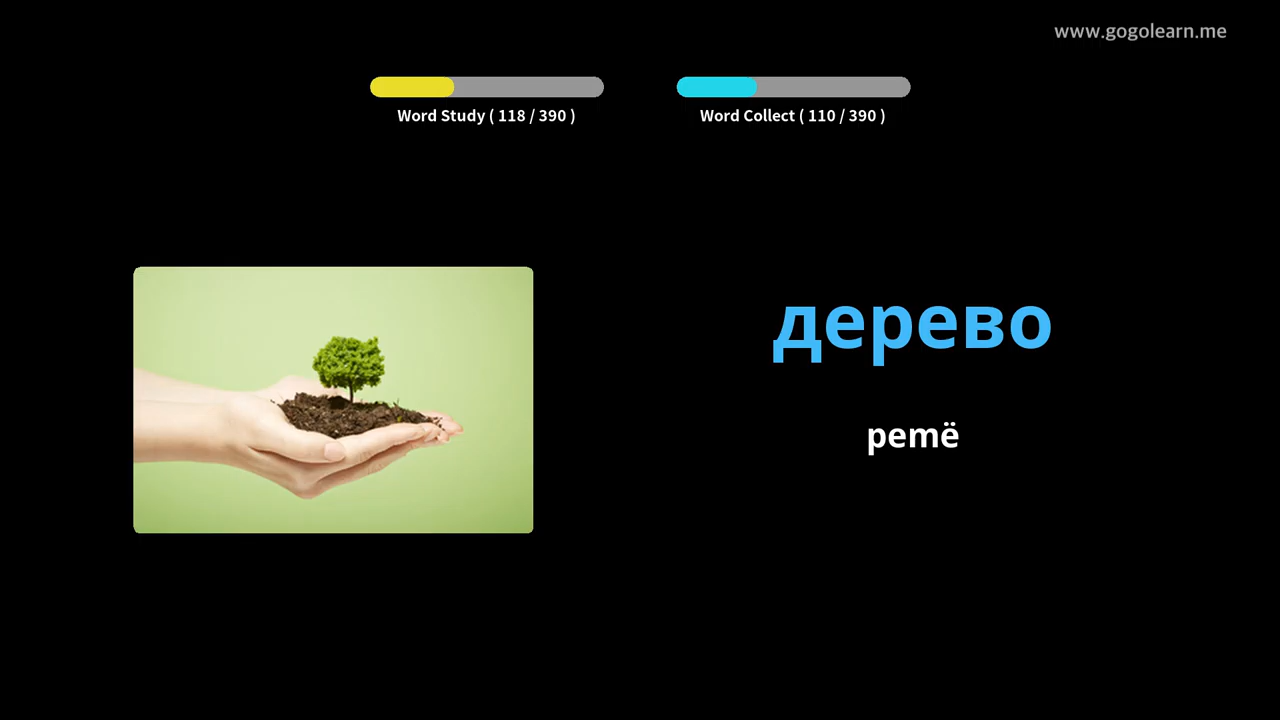 www.gogolearn.me
Word Study ( 118 / 390 )
Word Collect ( 110 / 390 )
дерево
pemë